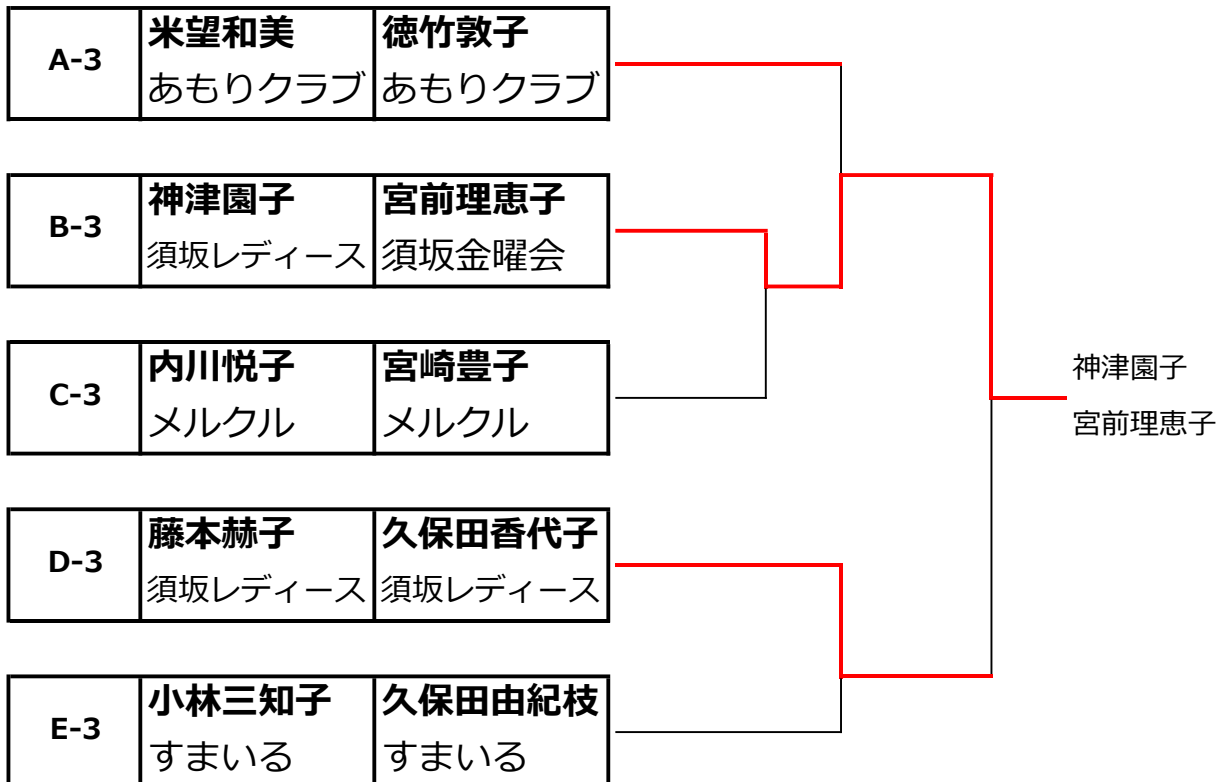 A-3
米望和美 徳竹敦子
あもりクラブ あもりクラブ
B-3
神津園子 宮前理恵子
須坂レディース 須坂金曜会
C-3
内川悦子 宮崎豊子
メルクル メルクル
D-3
藤本赫子 久保田香代子
須坂レディース 須坂レディース
E-3
小林三知子 久保田由紀枝
すまいる すまいる
神津園子
宮前理恵子